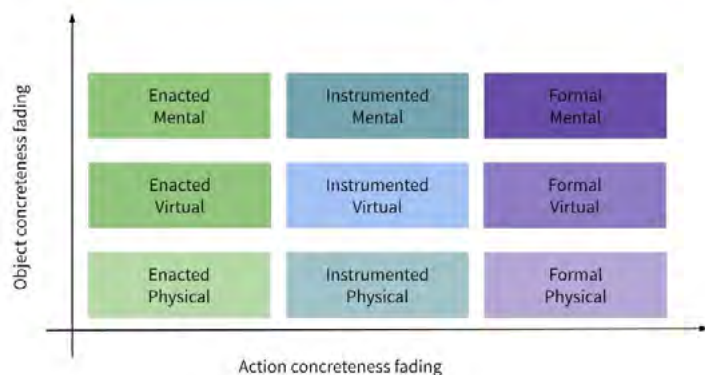 Object concreteness fading
Enacted
Mental
Instrumented
Mental
Formal
Mental
Enacted
Virtual
Instrumented
Virtual
Formal
Virtual
Enacted
Physical
Instrumented
Physical
Formal
Physical
Action concreteness fading